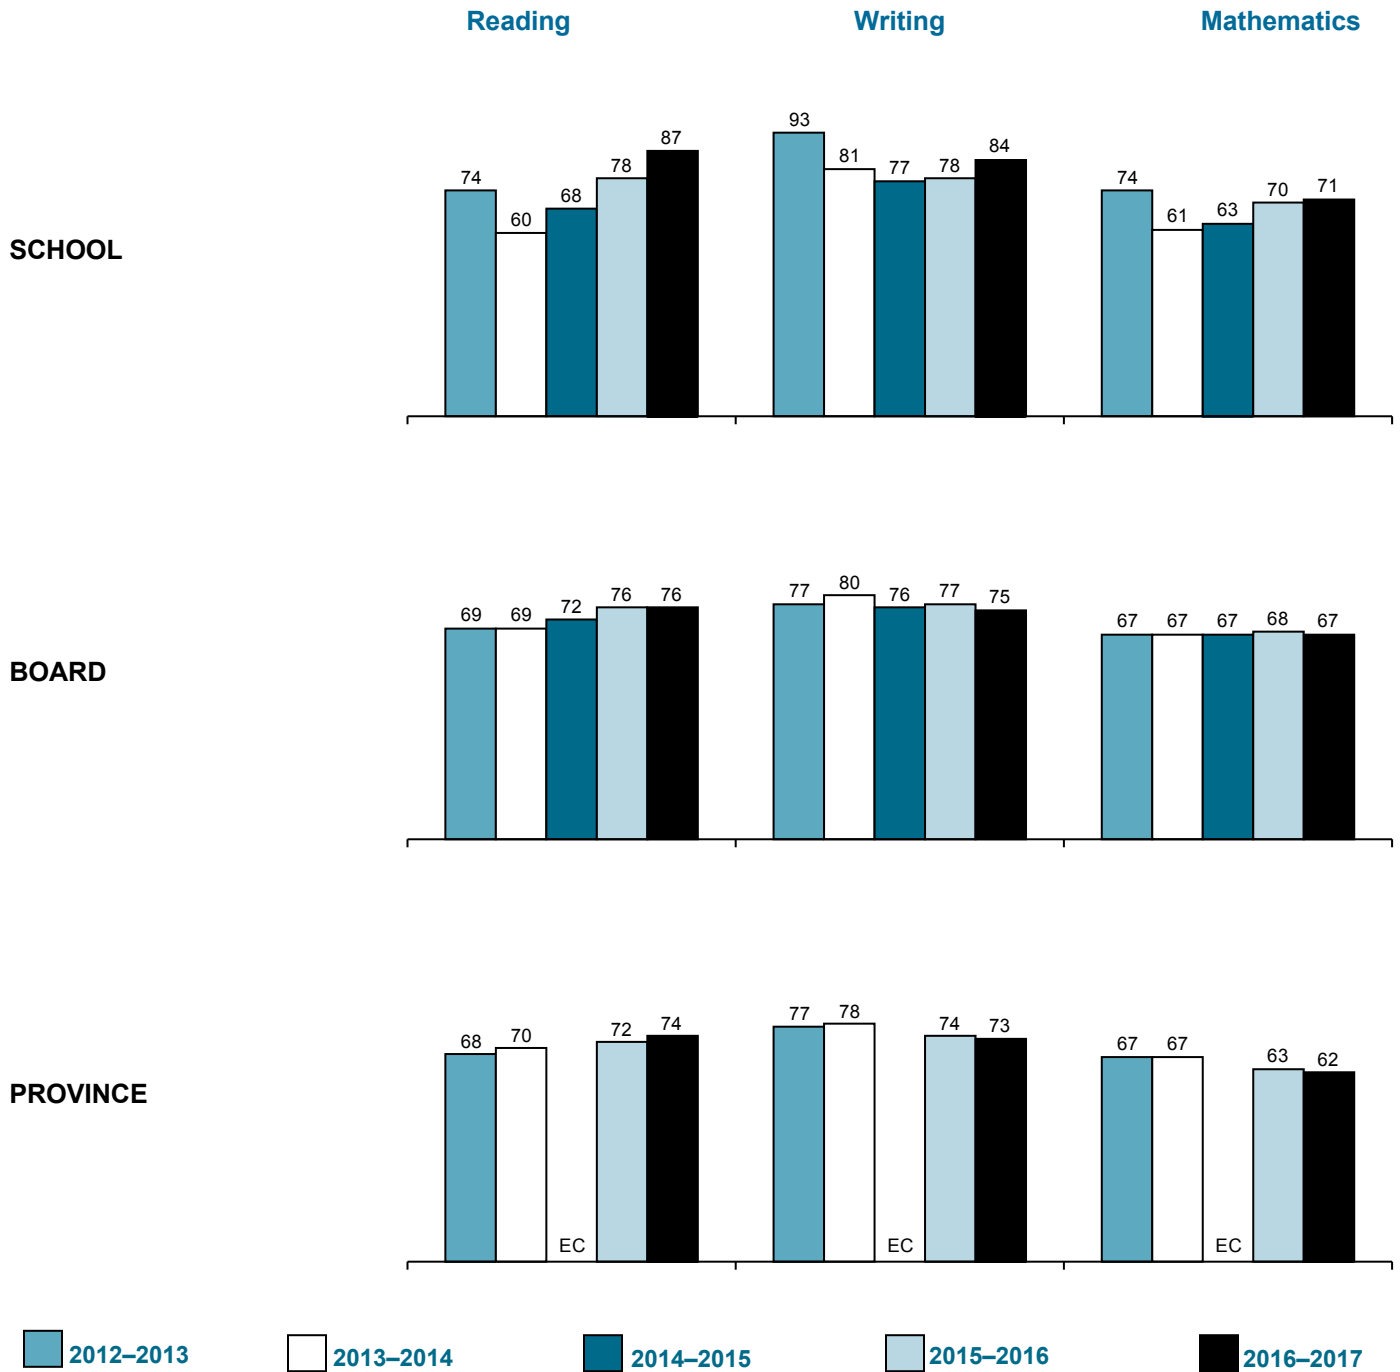 Reading Writing Mathematics
SCHOOL
74 60 68 78 87 93 81 77 78 84 74 61 63 70 71
BOARD
69 69 72 76 76 77 80 76 77 75 67 67 67 68 67
PROVINCE
68 70 EC 72 74 77 78 EC 74 73 67 67 EC 63 62
2012–2013 2013–2014 2014–2015 2015–2016 2016–2017